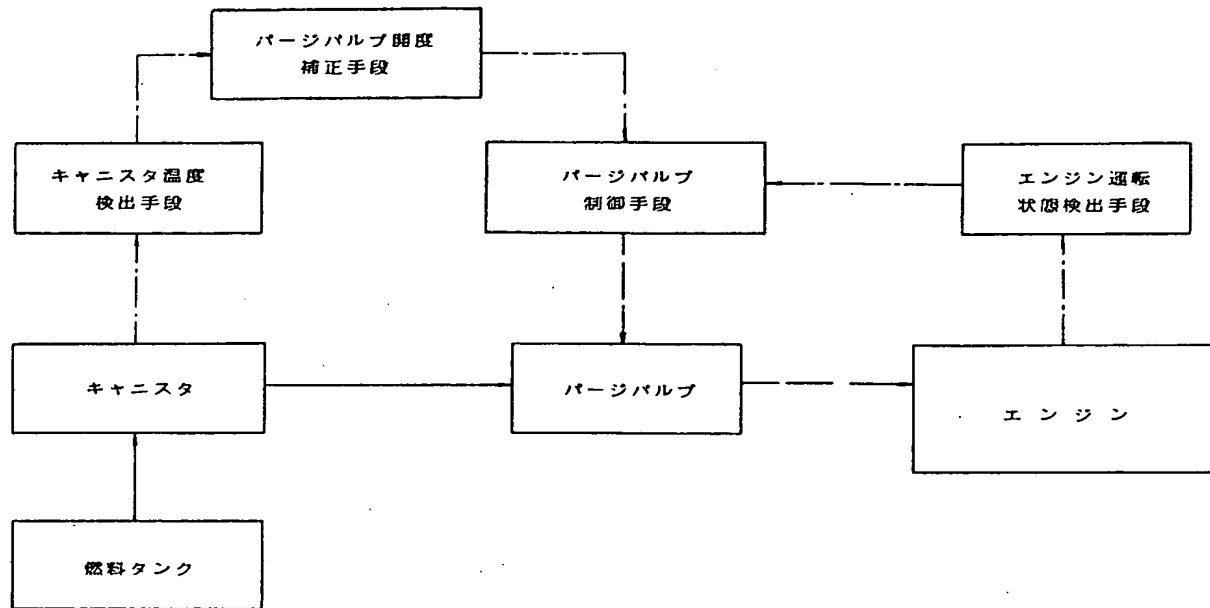 パージバルブ開度
補正手段
キャニスタ温度
検出手段
パージバルブ
制御手段
エンジン運転
状態検出手段
キャニスタ
パージバルブ
エンジン
燃料タンク